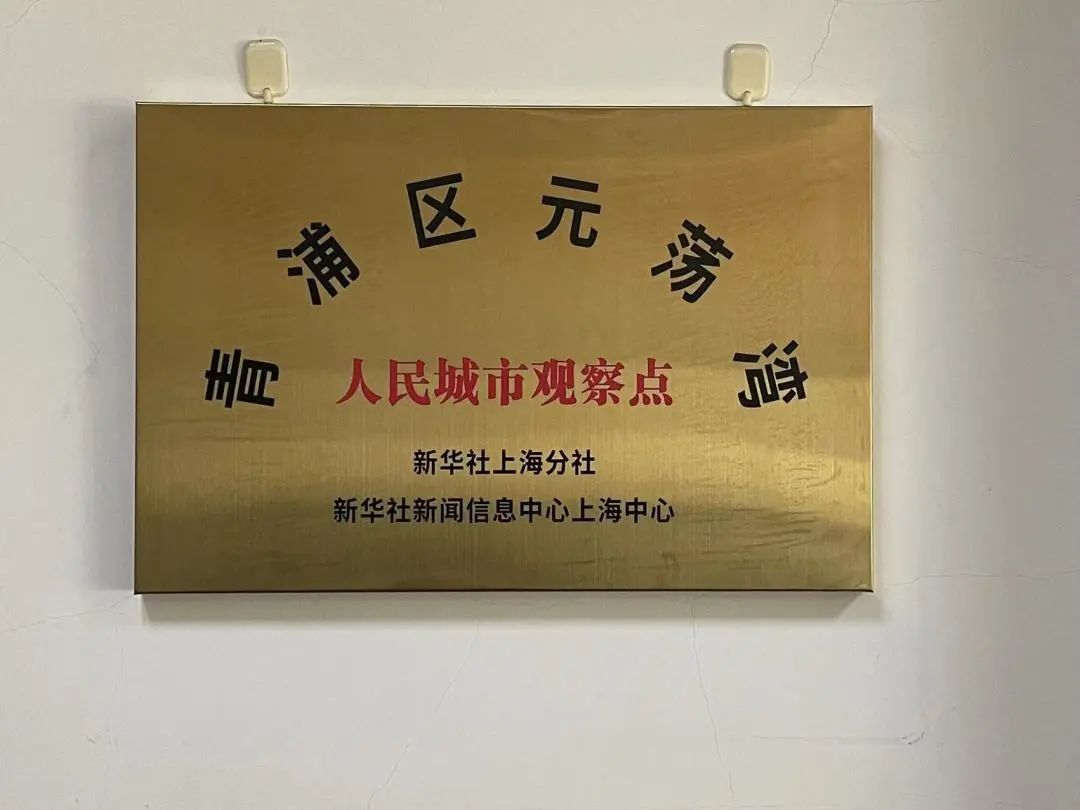 青浦区元荡湾
人民城市观察点
新华社上海分社
新华社新闻信息中心上海中心